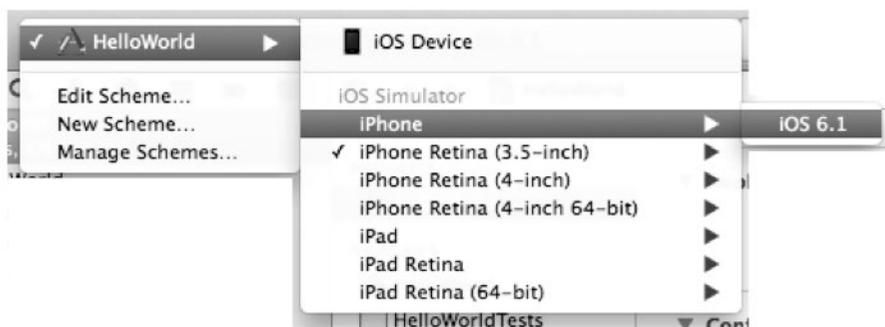 ✓ HelloWorld ▶
Edit Scheme...
New Scheme...
Manage Schemes...
iOS Device
iOS Simulator
iPhone ▶
✓ iPhone Retina (3.5-inch) ▶
iPhone Retina (4-inch) ▶
iPhone Retina (4-inch 64-bit) ▶
iPad ▶
iPad Retina ▶
iPad Retina (64-bit) ▶
iOS 6.1
HelloWorldTests